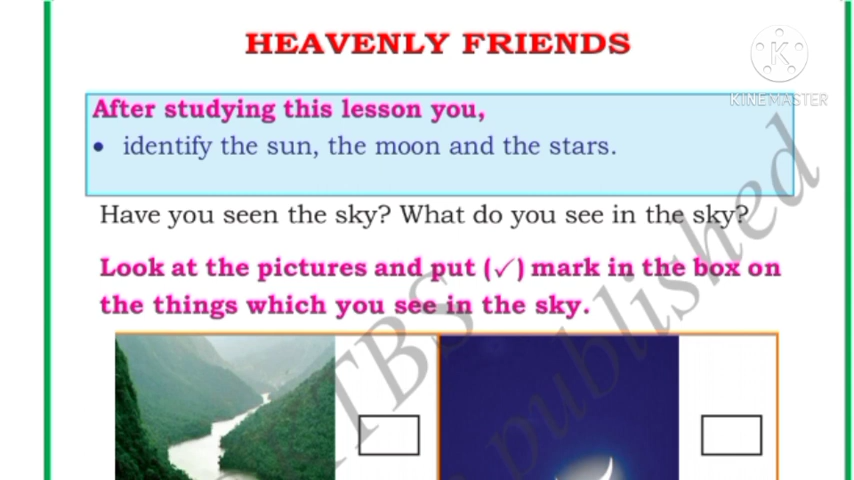 HEAVENLY FRIENDS
K
KINEMASTER
After studying this lesson you,
• identify the sun, the moon and the stars.
Have you seen the sky? What do you see in the sky?
Look at the pictures and put (✓) mark in the box on
the things which you see in the sky.
TBS
published